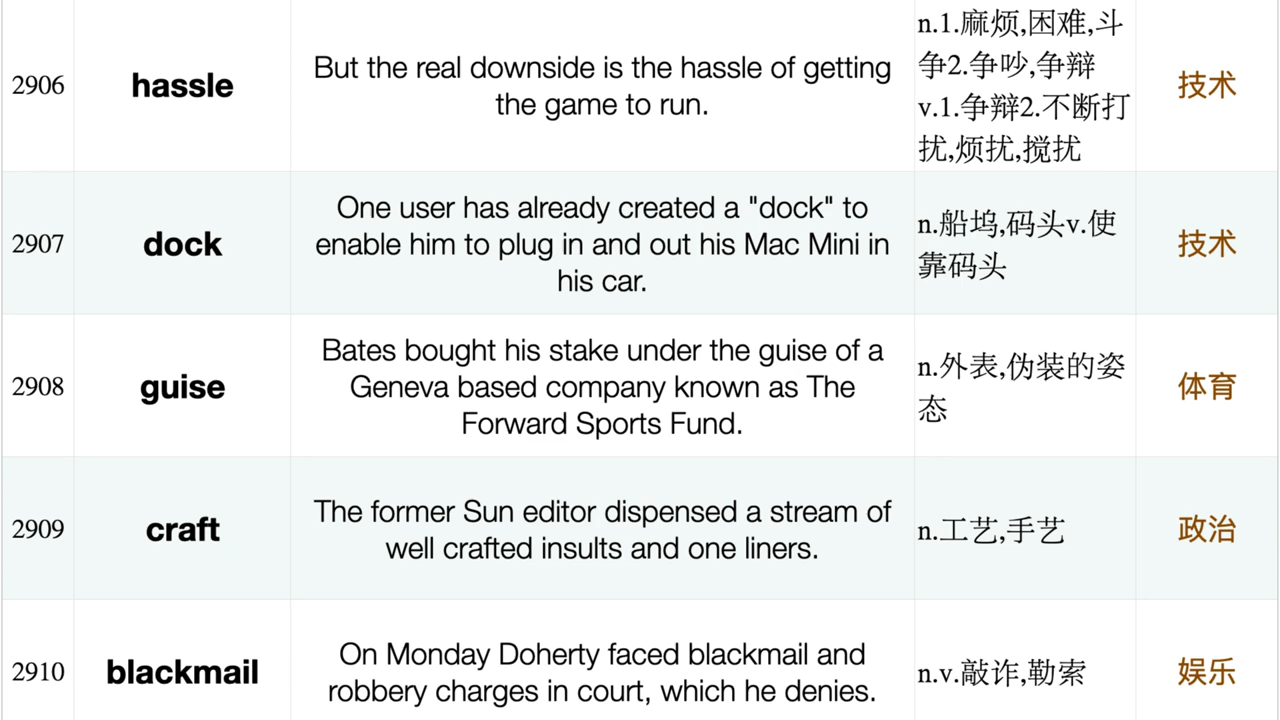 2906
hassle
But the real downside is the hassle of getting
the game to run.
n.1.麻烦,困难,斗
争2.争吵,争辩
v.1.争辩2.不断打
扰,烦扰,搅扰
技术
2907
dock
One user has already created a "dock" to
enable him to plug in and out his Mac Mini in
his car.
n.船坞,码头v.使
靠码头
技术
2908
guise
Bates bought his stake under the guise of a
Geneva based company known as The
Forward Sports Fund.
n.外表,伪装的姿
态
体育
2909
craft
The former Sun editor dispensed a stream of
well crafted insults and one liners.
n.工艺,手艺
政治
2910
blackmail
On Monday Doherty faced blackmail and
robbery charges in court, which he denies.
n.v.敲诈,勒索
娱乐